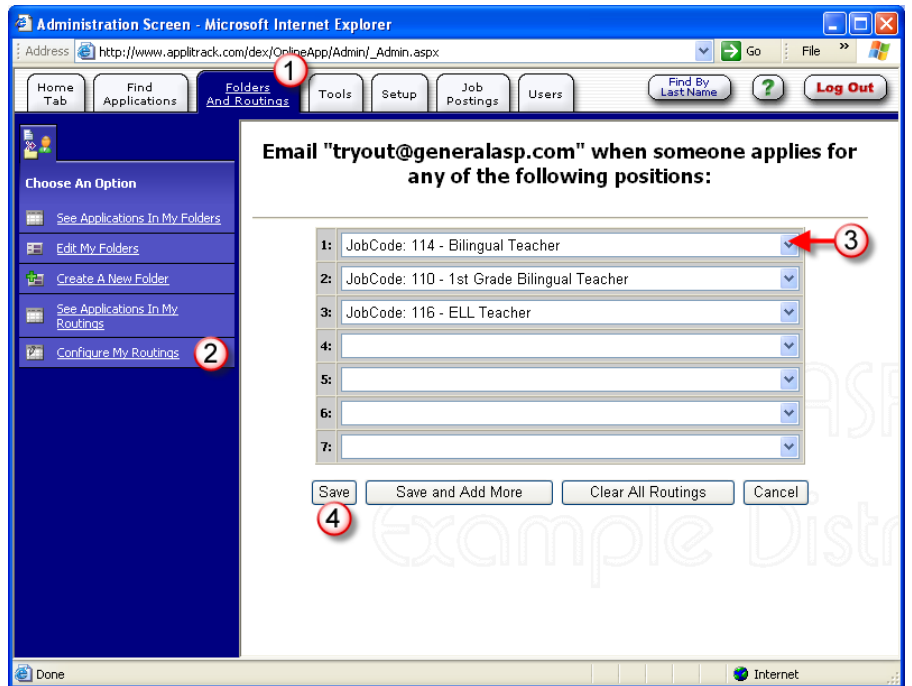 Administration Screen - Microsoft Internet Explorer
Address http://www.applitrack.com/dex/OnlineApp/Admin/_Admin.aspx Go File »
1
Home Tab
Find Applications
Folders And Routings
Tools
Setup
Job Postings
Users
Find By Last Name
?
Log Out
Choose An Option
See Applications In My Folders
Edit My Folders
Create A New Folder
See Applications In My
Routings
Configure My Routings 2
Email "tryout@generalasp.com" when someone applies for
any of the following positions:
1: JobCode: 114 - Bilingual Teacher 3
2: JobCode: 110 - 1st Grade Bilingual Teacher
3: JobCode: 116 - ELL Teacher
4:
5:
6:
7:
Save Save and Add More Clear All Routings Cancel
4
ASP
Example Distr
Done Internet